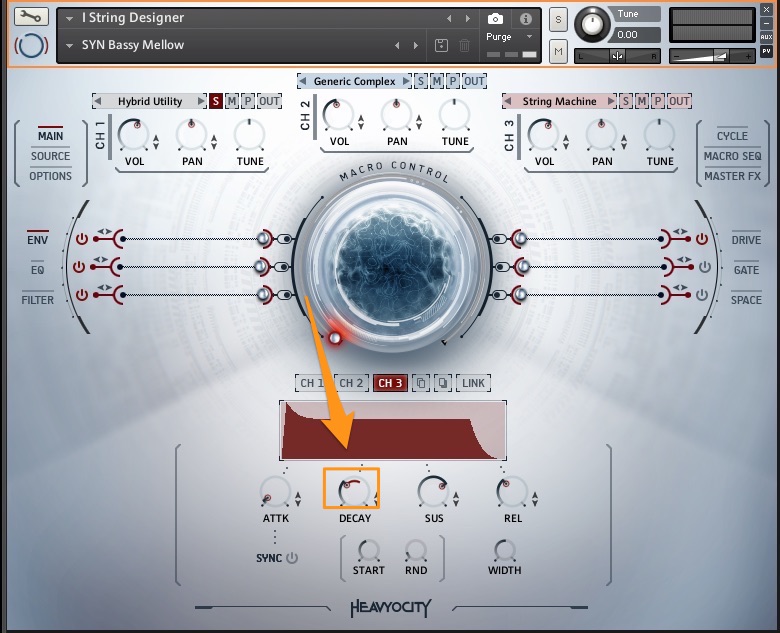 I String Designer
SYN Bassy Mellow
Purge
S
M
Tune
0.00
L R
AUX
PV
Hybrid Utility S M P OUT
Generic Complex S M P OUT
String Machine S M P OUT
CH 1
VOL PAN TUNE
CH 2
VOL PAN TUNE
CH 3
VOL PAN TUNE
MAIN
SOURCE
OPTIONS
CYCLE
MACRO SEQ
MASTER FX
MACRO CONTROL
ENV
EQ
FILTER
DRIVE
GATE
SPACE
CH 1 CH 2 CH 3 LINK
ATTK DECAY SUS REL
SYNC
START RND WIDTH
HEAVYOCITY